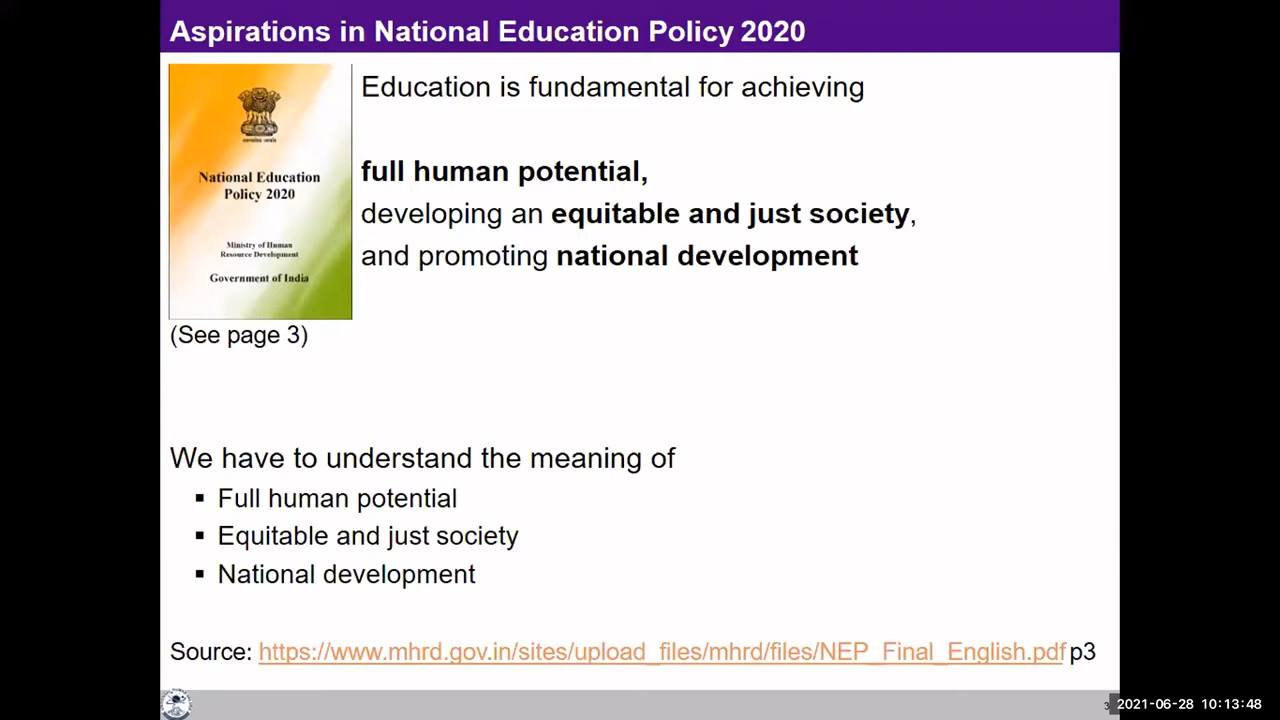 Aspirations in National Education Policy 2020
National Education
Policy 2020
Ministry of Human
Resource Development
Government of India
(See page 3)
Education is fundamental for achieving
full human potential,
developing an equitable and just society,
and promoting national development
We have to understand the meaning of
▪ Full human potential
▪ Equitable and just society
▪ National development
Source: https://www.mhrd.gov.in/sites/upload_files/mhrd/files/NEP_Final_English.pdf p3
3
2021-06-28 10:13:48